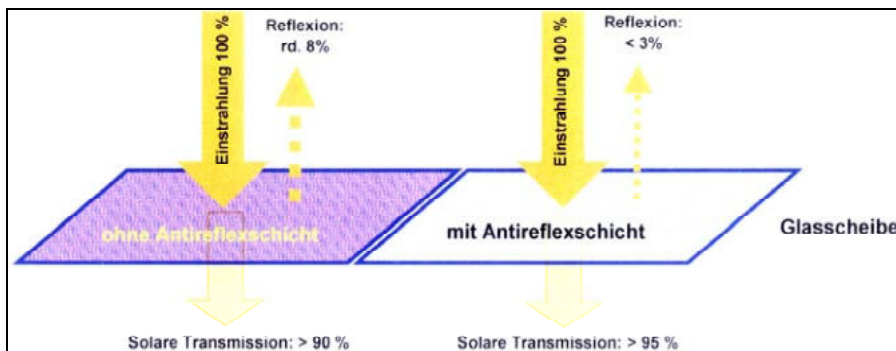 Einstrahlung 100 %
Reflexion:
rd. 8%
Einstrahlung 100 %
Reflexion:
< 3%
ohne Antireflexschicht
mit Antireflexschicht
Glasscheibe
Solare Transmission: > 90 %
Solare Transmission: > 95 %